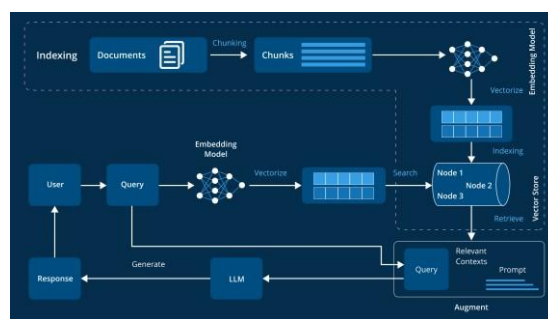 Indexing
Documents
Chunking
Chunks
Embedding Model
Vectorize
Indexing
Embedding
Model
User
Query
Vectorize
Search
Node 1
Node 2
Node 3
Vector Store
Retrieve
Response
Generate
LLM
Query
Relevant
Contexts
Prompt
Augment